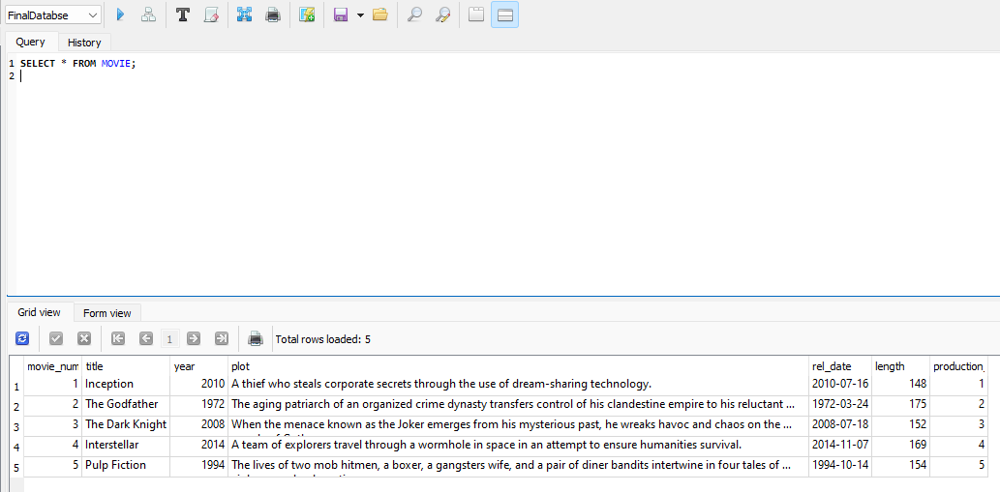 FinalDatabse
Query History
1 SELECT * FROM MOVIE;
2
Grid view Form view
1 Total rows loaded: 5
movie_num title year plot rel_date length production_
1 1 Inception 2010 A thief who steals corporate secrets through the use of dream-sharing technology. 2010-07-16 148 1
2 2 The Godfather 1972 The aging patriarch of an organized crime dynasty transfers control of his clandestine empire to his reluctant ... 1972-03-24 175 2
3 3 The Dark Knight 2008 When the menace known as the Joker emerges from his mysterious past, he wreaks havoc and chaos on the ... 2008-07-18 152 3
4 4 Interstellar 2014 A team of explorers travel through a wormhole in space in an attempt to ensure humanities survival. 2014-11-07 169 4
5 5 Pulp Fiction 1994 The lives of two mob hitmen, a boxer, a gangsters wife, and a pair of diner bandits intertwine in four tales of ... 1994-10-14 154 5